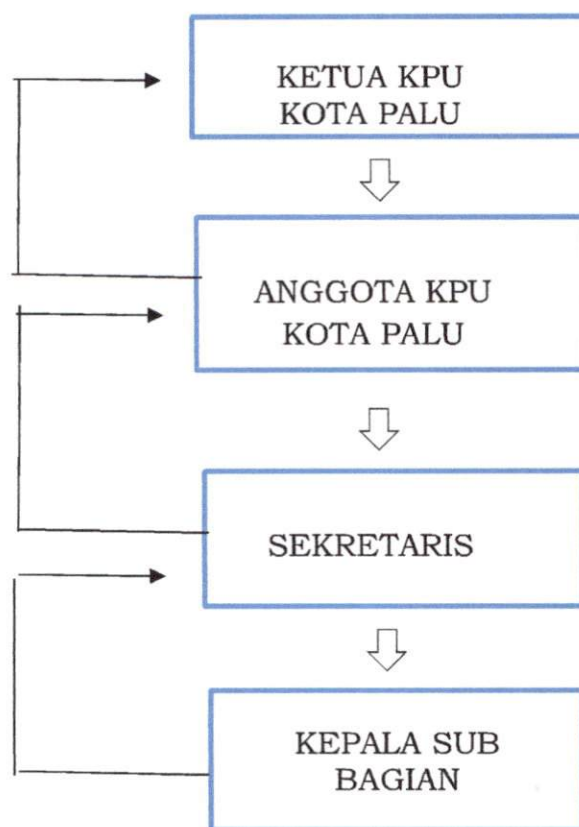 KETUA KPU
KOTA PALU
ANGGOTA KPU
KOTA PALU
SEKRETARIS
KEPALA SUB
BAGIAN